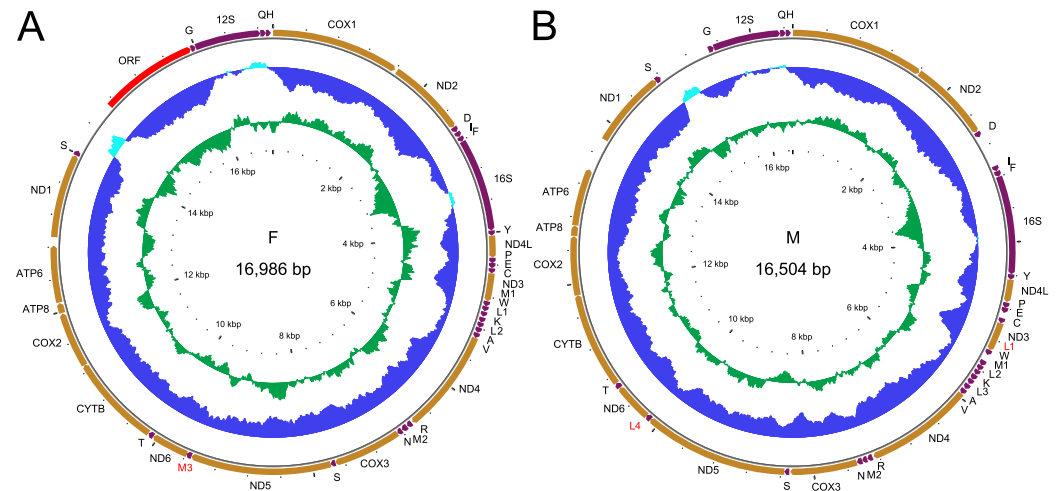 A
QH
12S
G
COX1
ORF
ND2
D
I
F
S
16S
ND1
Y
ND4L
P
E
C
ND3
M1
W
L1
K
L2
A
V
ATP6
ATP8
COX2
ND4
CYTB
R
M2
N
T
COX3
ND6
M3
S
ND5
16 kbp
2 kbp
14 kbp
4 kbp
12 kbp
6 kbp
10 kbp
8 kbp
F
16,986 bp
B
QH
12S
G
COX1
S
ND2
ND1
D
I
F
16S
ATP6
ATP8
COX2
Y
ND4L
P
E
C
ND3
L1
W
M1
L2
K
L3
A
V
CYTB
T
ND6
L4
ND4
R
M2
N
ND5
S
COX3
16 kbp
2 kbp
14 kbp
4 kbp
12 kbp
6 kbp
10 kbp
8 kbp
M
16,504 bp